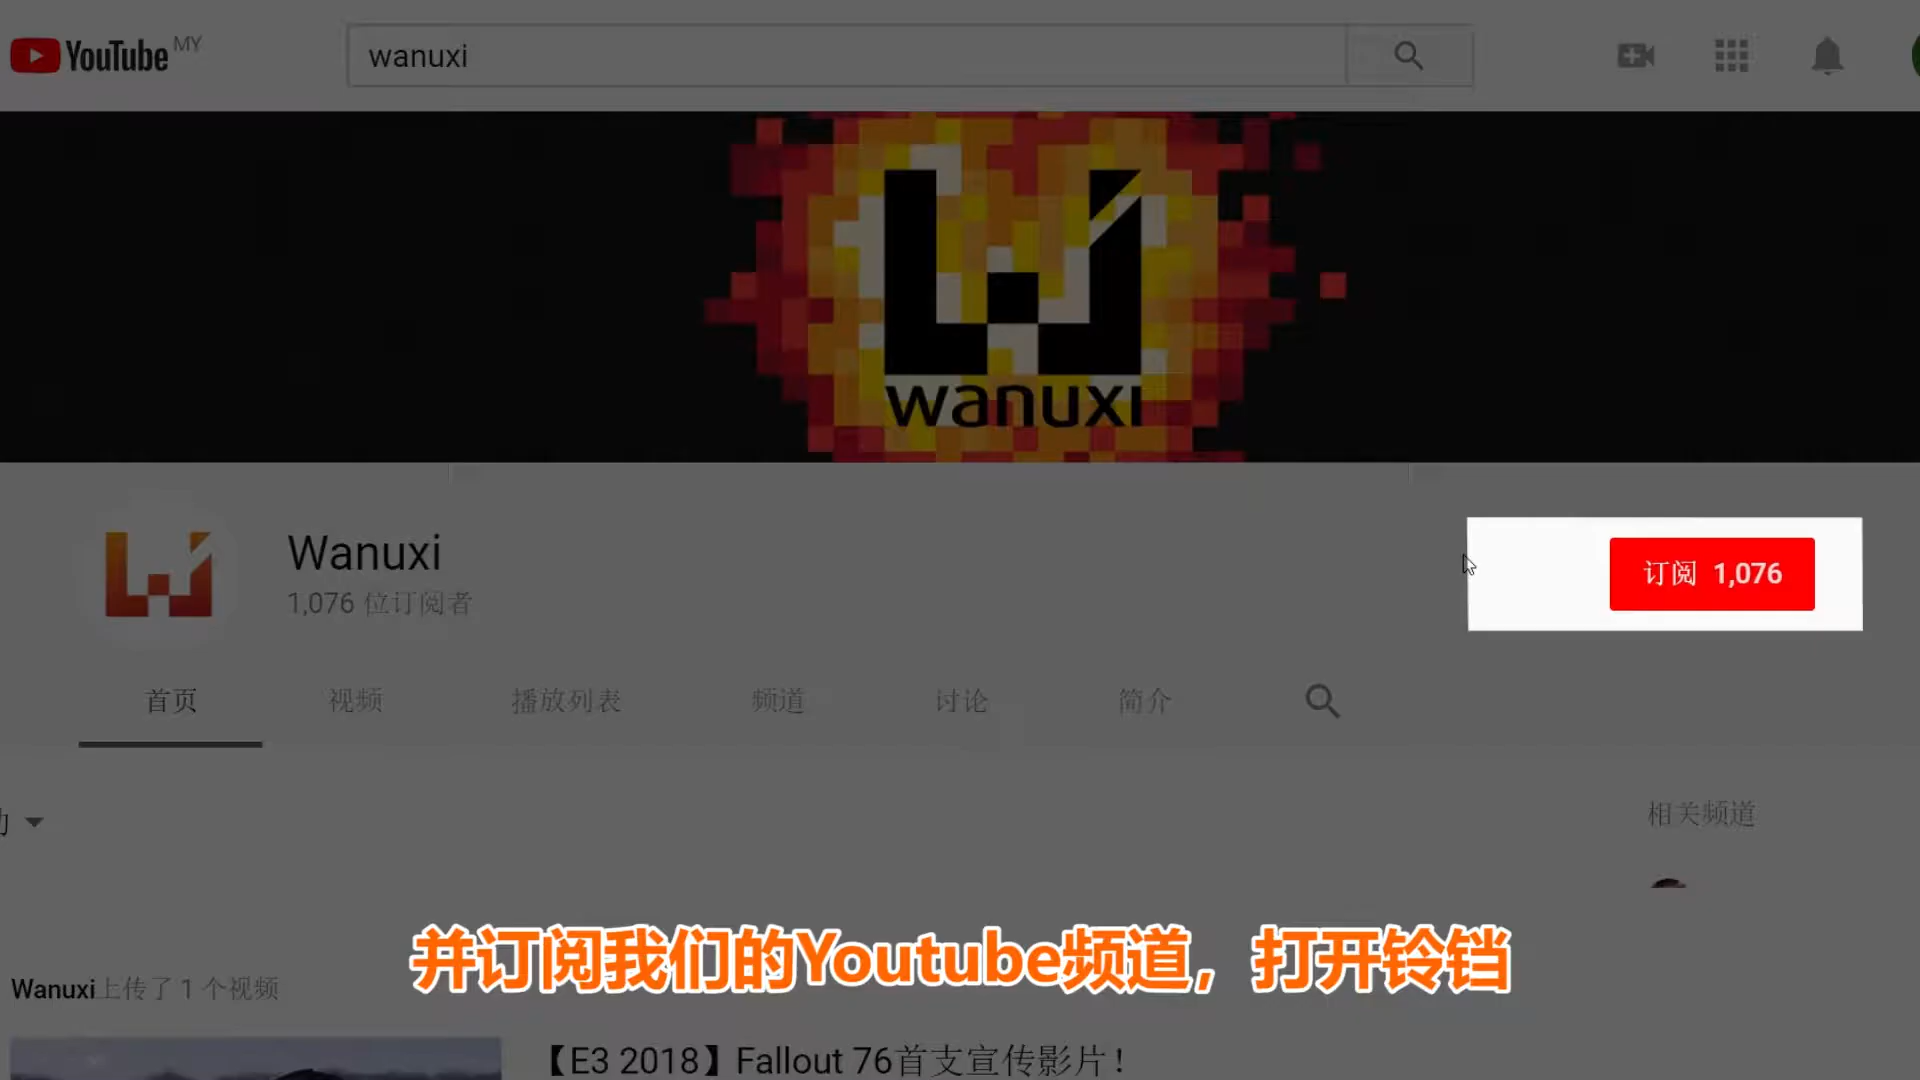 YouTube MY
wanuxi
wanuxi
Wanuxi
1,076 位订阅者
订阅 1,076
首页 视频 播放列表 频道 讨论 简介
相关频道
并订阅我们的Youtube频道，打开铃铛
Wanuxi上传了 1 个视频
【E3 2018】Fallout 76首支宣传影片！